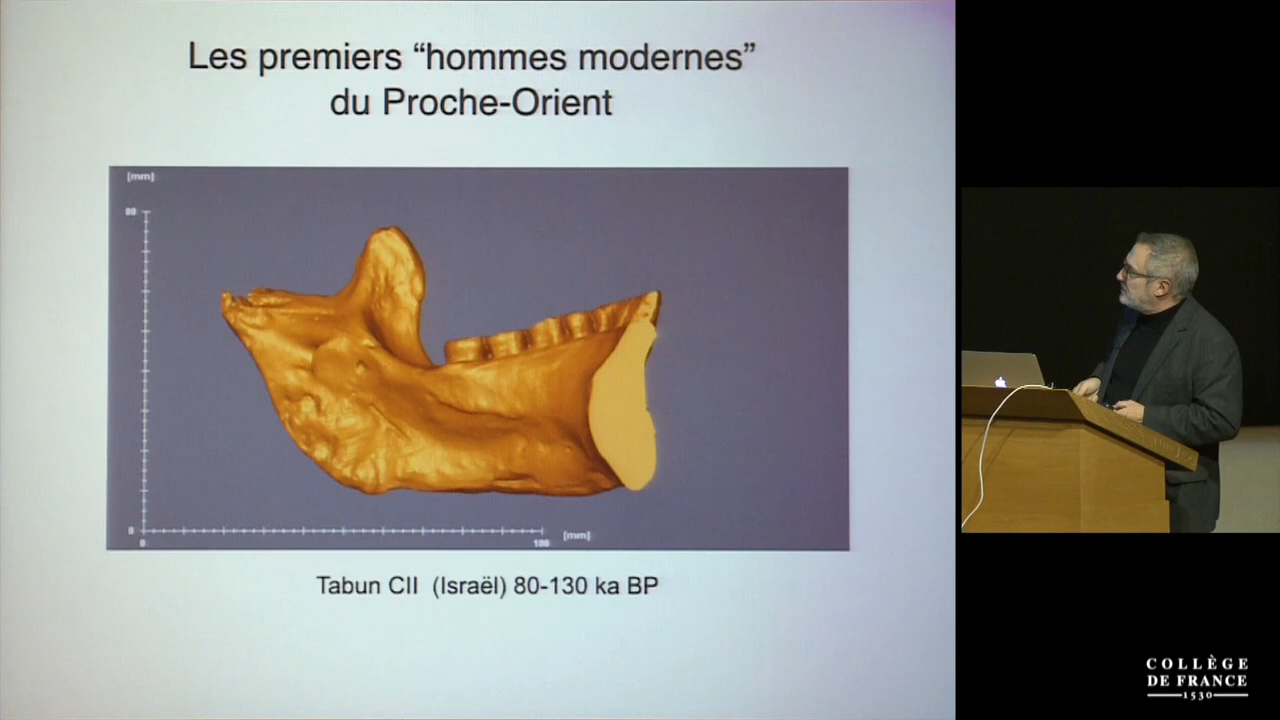 Les premiers “hommes modernes”
du Proche-Orient
[mm]
80
0
0
100
[mm]
Tabun CII (Israël) 80-130 ka BP
COLLÈGE
DE FRANCE
1530